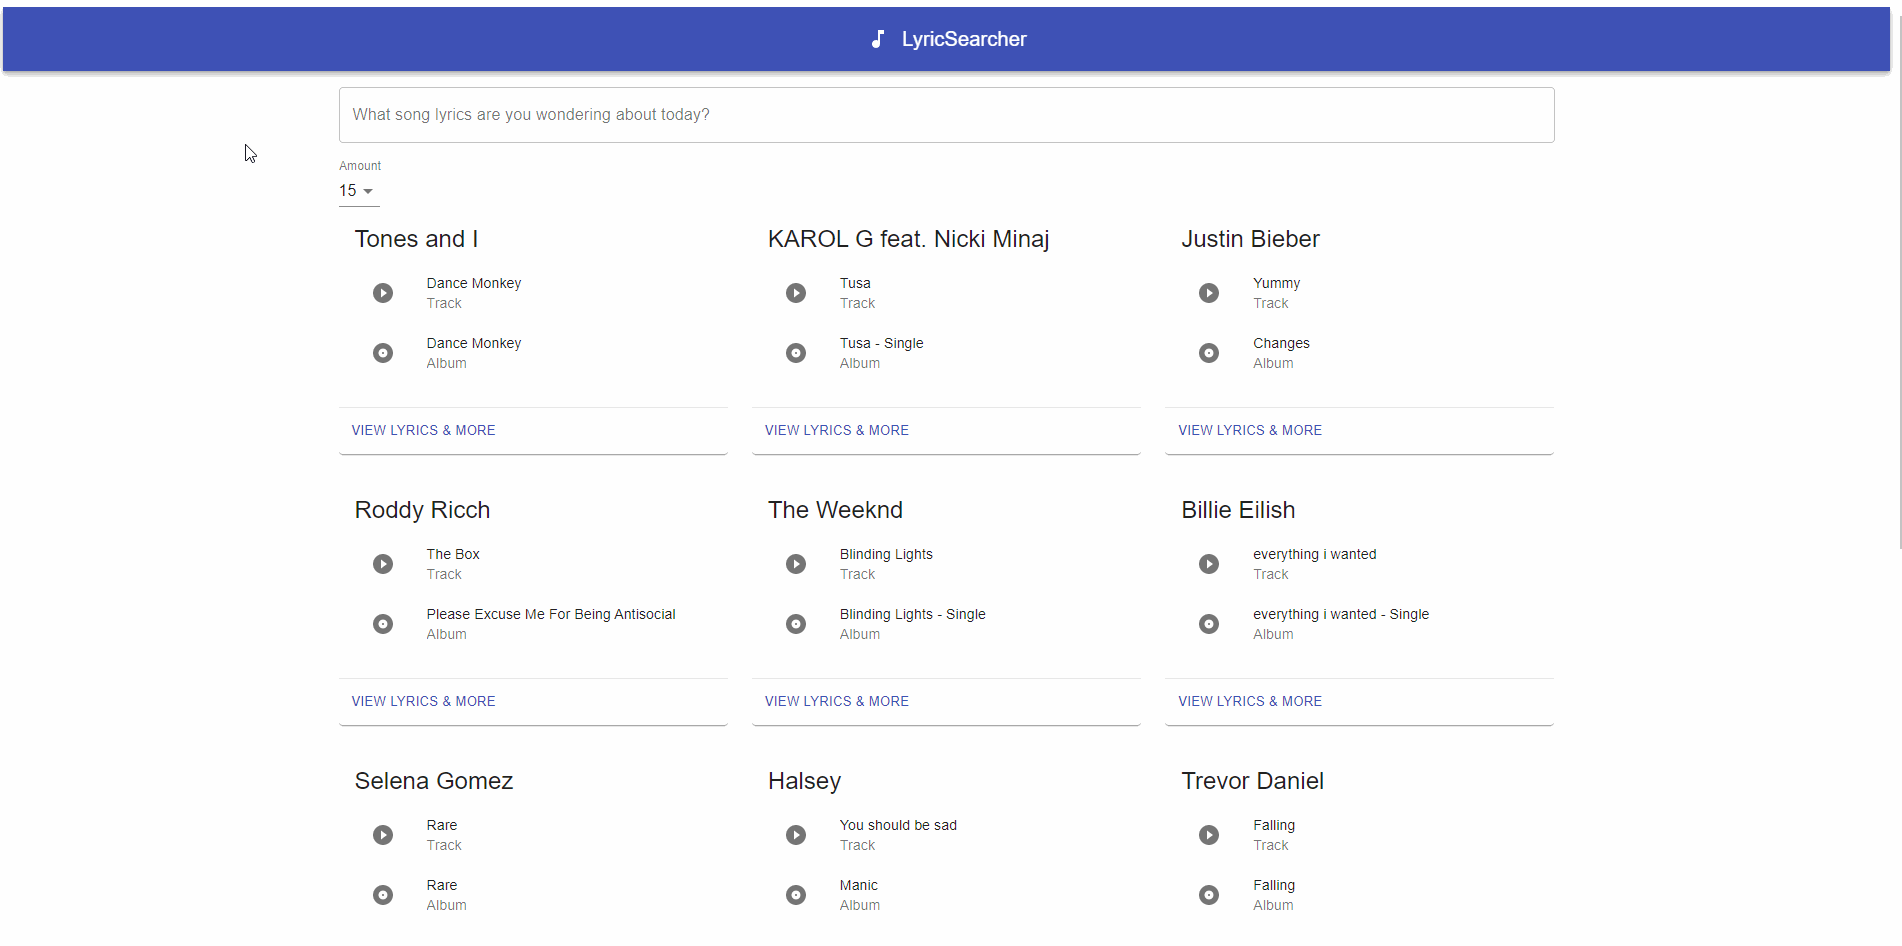 LyricSearcher
What song lyrics are you wondering about today?
Amount
15
Tones and I
Dance Monkey
Track
Dance Monkey
Album
VIEW LYRICS & MORE
KAROL G feat. Nicki Minaj
Tusa
Track
Tusa - Single
Album
VIEW LYRICS & MORE
Justin Bieber
Yummy
Track
Changes
Album
VIEW LYRICS & MORE
Roddy Ricch
The Box
Track
Please Excuse Me For Being Antisocial
Album
VIEW LYRICS & MORE
The Weeknd
Blinding Lights
Track
Blinding Lights - Single
Album
VIEW LYRICS & MORE
Billie Eilish
everything i wanted
Track
everything i wanted - Single
Album
VIEW LYRICS & MORE
Selena Gomez
Rare
Track
Rare
Album
Halsey
You should be sad
Track
Manic
Album
Trevor Daniel
Falling
Track
Falling
Album